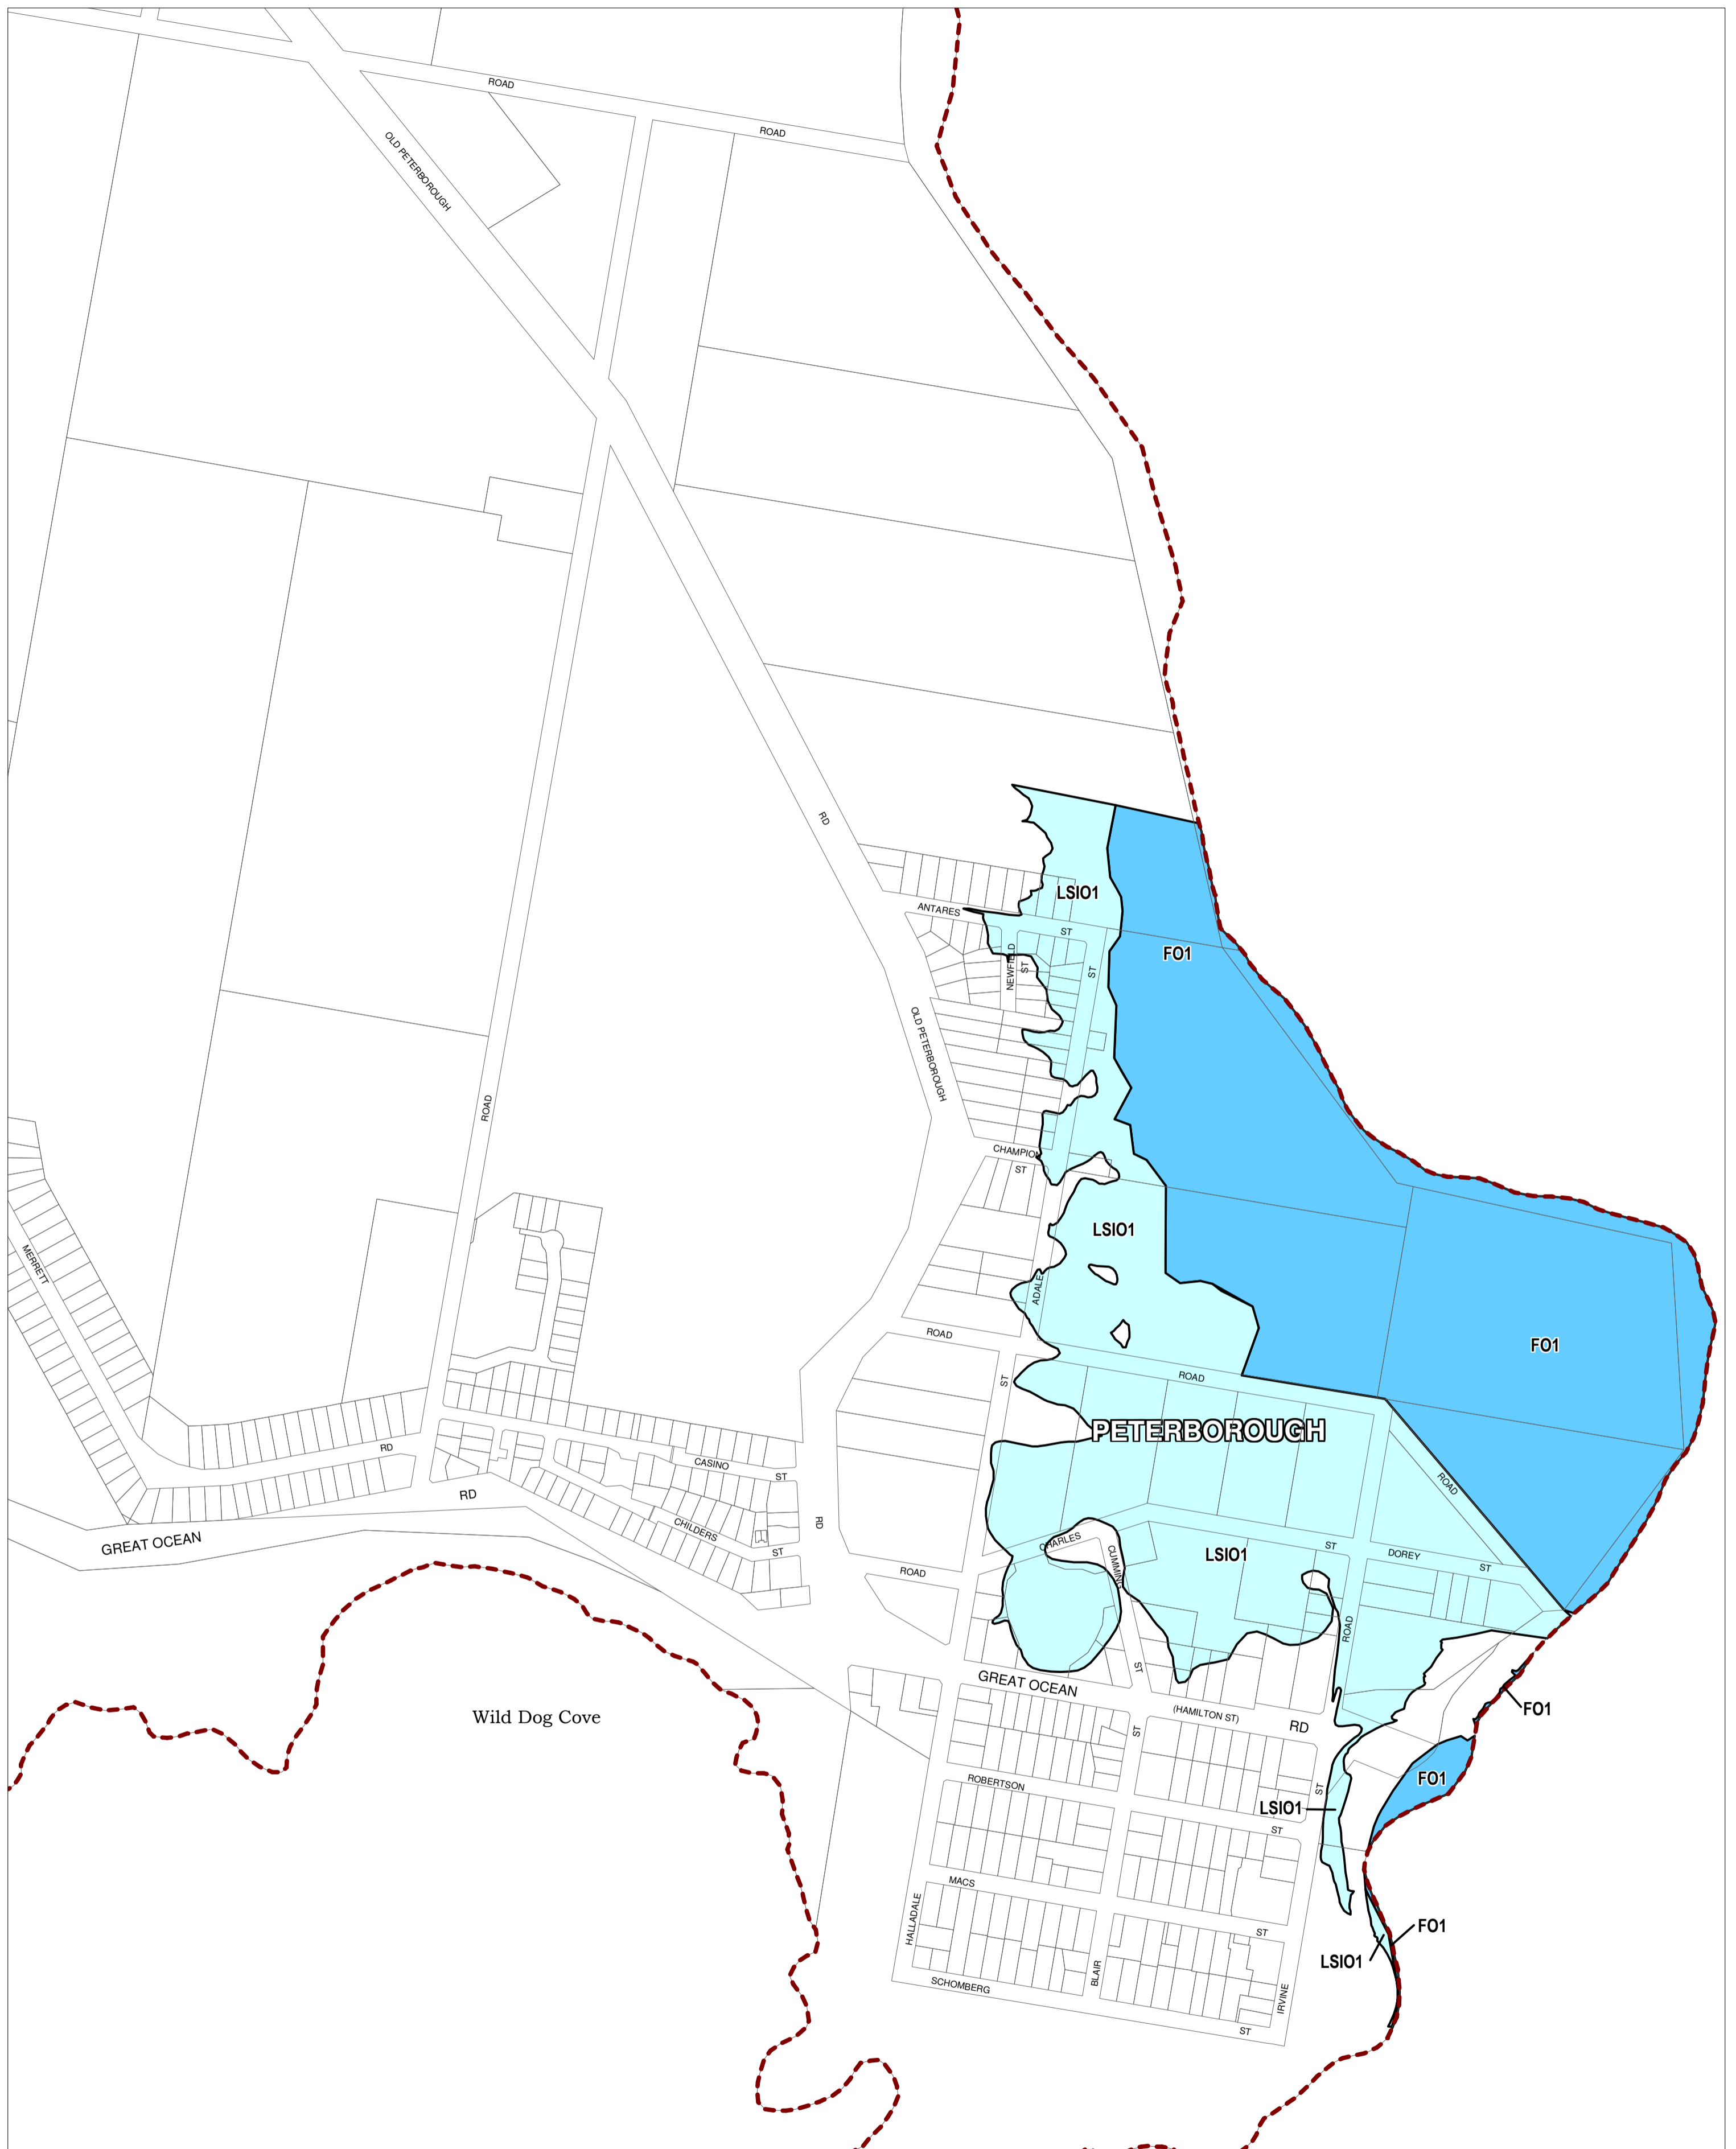 ROAD
ROAD
OLD PETERBOROUGH
RD
LSIO1
ANTARES
ST
FO1
NEWFIELD
ST
ST
OLD PETERBOROUGH
ROAD
CHAMPION
ST
LSIO1
MERRETT
ADALE
ROAD
FO1
ST
ROAD
PETERBOROUGH
RD
CASINO
ST
ROAD
RD
CHILDERS
RD
GREAT OCEAN
ST
CHARLES
CUMMING
LSIO1
ST
DOREY
ST
ROAD
ROAD
ST
GREAT OCEAN
Wild Dog Cove
(HAMILTON ST)
RD
FO1
ST
ROBERTSON
FO1
ST
LSIO1
ST
MACS
HALLADALE
ST
FO1
LSIO1
BLAIR
SCHOMBERG
IRVINE
ST